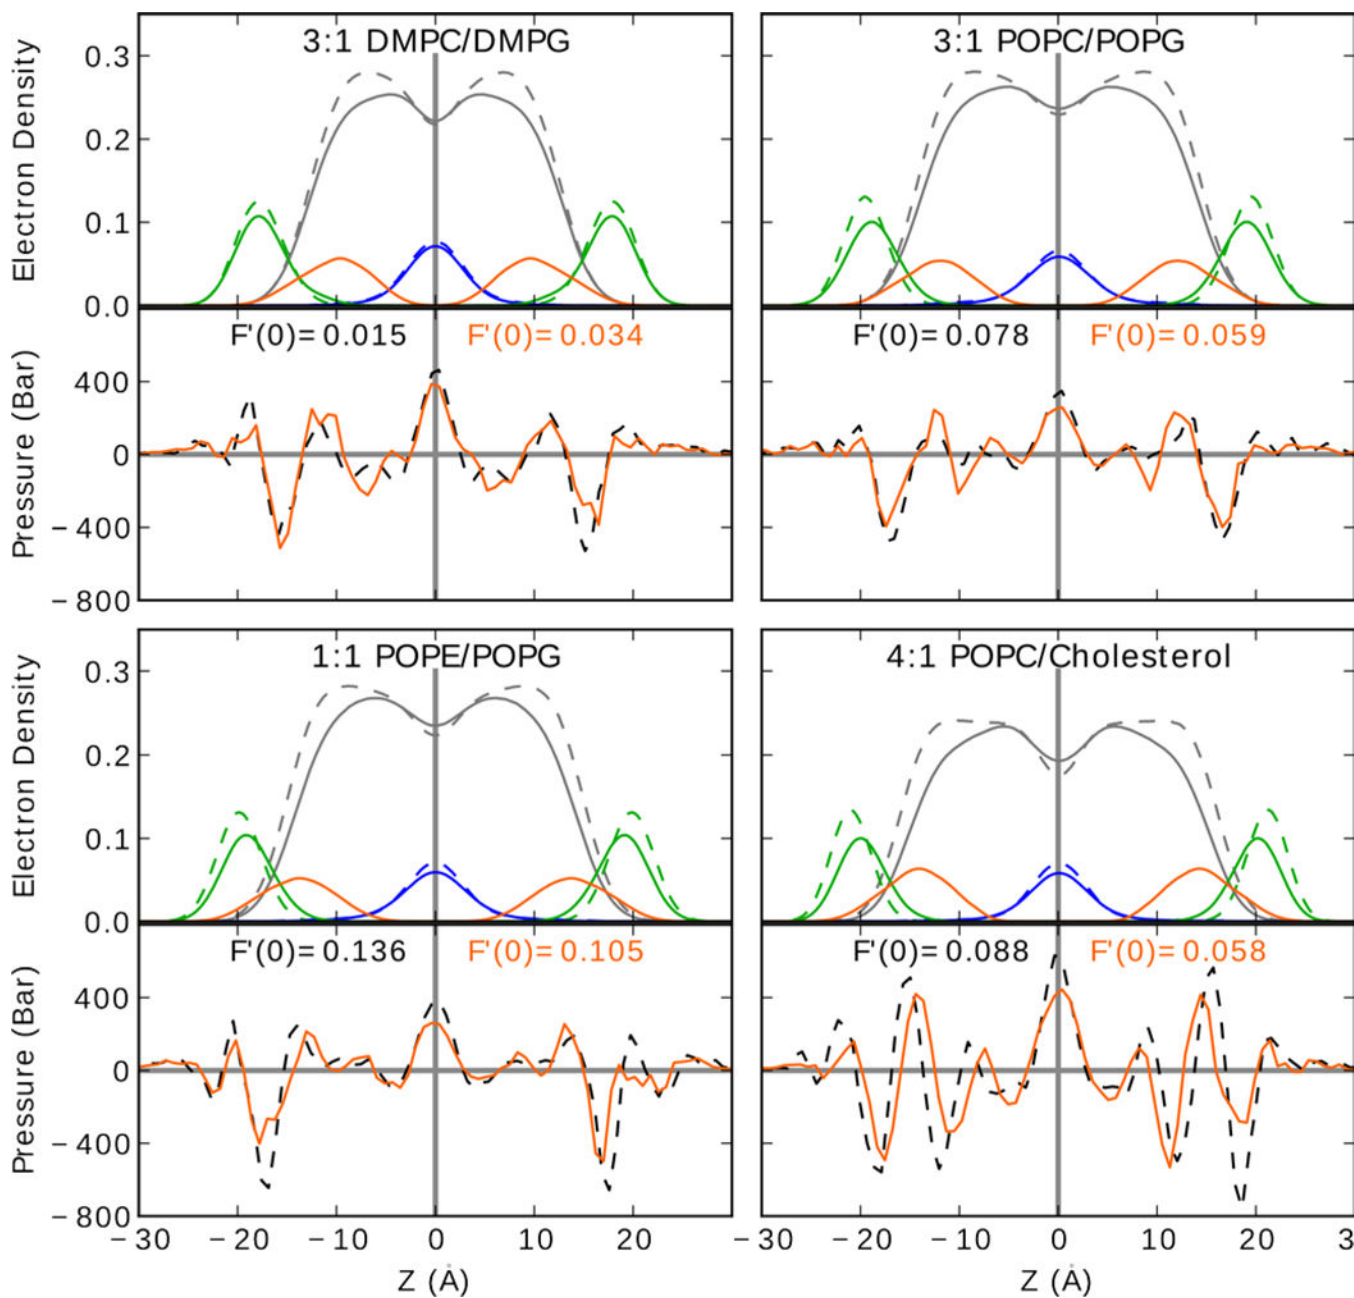 3:1 DMPC/DMPG
3:1 POPC/POPG
Electron Density
0.3
0.2
0.1
0.0
F'(0)= 0.015
F'(0)= 0.034
F'(0)= 0.078
F'(0)= 0.059
Pressure (Bar)
400
0
−400
−800
1:1 POPE/POPG
4:1 POPC/Cholesterol
Electron Density
0.3
0.2
0.1
0.0
F'(0)= 0.136
F'(0)= 0.105
F'(0)= 0.088
F'(0)= 0.058
Pressure (Bar)
400
0
−400
−800
−30 −20 −10 0 10 20 −30 −20 −10 0 10 20 3
Z (Å)
Z (Å)